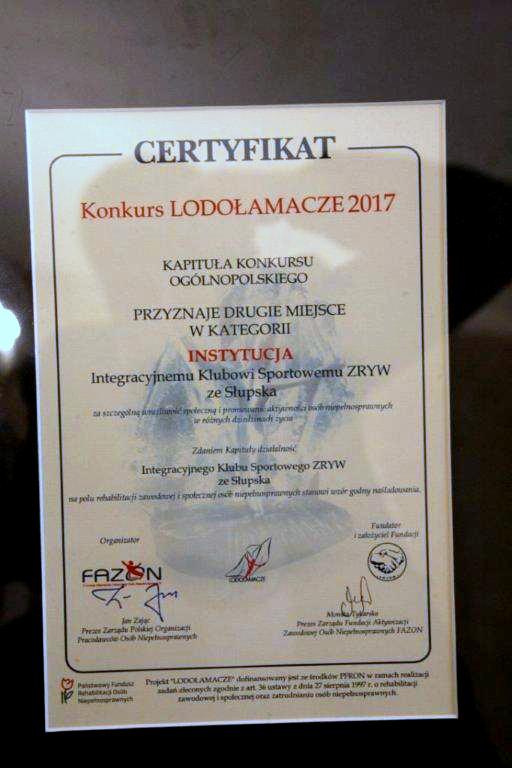 CERTYFIKAT
Konkurs LODOŁAMACZE 2017
KAPITUŁA KONKURSU
OGÓLNOPOLSKIEGO
PRZYZNAJE DRUGIE MIEJSCE
W KATEGORII
INSTYTUCJA
Integracyjnemu Klubowi Sportowemu ZRYW
ze Słupska
za szczególną wrażliwość społeczną i promowanie aktywności osób niepełnosprawnych
w różnych dziedzinach życia
Zdaniem Kapituły działalność
Integracyjnego Klubu Sportowego ZRYW
ze Słupska
na polu rehabilitacji zawodowej i społecznej osób niepełnosprawnych stanowi wzór godny naśladowania.
Organizator
Fundator
i założyciel Fundacji
FAZON
LODOŁAMACZE
Jan Zając
Prezes Zarządu Polskiej Organizacji
Pracodawców Osób Niepełnosprawnych
Prezes Zarządu Fundacji Aktywizacji
Zawodowej Osób Niepełnosprawnych FAZON
Państwowy Fundusz
Rehabilitacji Osób
Niepełnosprawnych
Projekt "LODOŁAMACZE" dofinansowany jest ze środków PFRON w ramach realizacji
zadań zleconych zgodnie z art. 36 ustawy z dnia 27 sierpnia 1997 r. o rehabilitacji
zawodowej i społecznej oraz zatrudnianiu osób niepełnosprawnych.